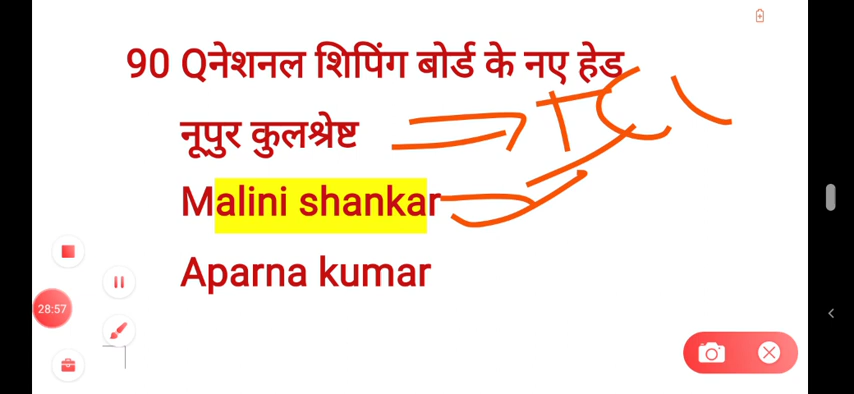 90 Qनेशनल शिपिंग बोर्ड के नए हेड
नूपुर कुलश्रेष्ट
Malini shankar
Aparna kumar
28:57